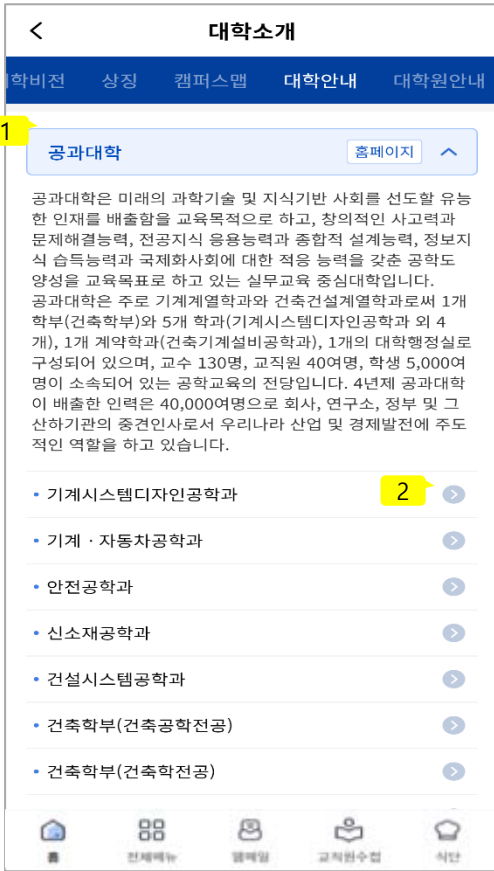 대학소개
학비전 상징 캠퍼스맵 대학안내 대학원안내
1
공과대학 홈페이지
공과대학은 미래의 과학기술 및 지식기반 사회를 선도할 유능
한 인재를 배출함을 교육목적으로 하고, 창의적인 사고력과
문제해결능력, 전공지식 응용능력과 종합적 설계능력, 정보지
식 습득능력과 국제화사회에 대한 적응 능력을 갖춘 공학도
양성을 교육목표로 하고 있는 실무교육 중심대학입니다.
공과대학은 주로 기계계열학과와 건축건설계열학과로써 1개
학부(건축학부)와 5개 학과(기계시스템디자인공학과 외 4
개), 1개 계약학과(건축기계설비공학과), 1개의 대학행정실로
구성되어 있으며, 교수 130명, 교직원 40여명, 학생 5,000여
명이 소속되어 있는 공학교육의 전당입니다. 4년제 공과대학
이 배출한 인력은 40,000여명으로 회사, 연구소, 정부 및 그
산하기관의 중견인사로서 우리나라 산업 및 경제발전에 주도
적인 역할을 하고 있습니다.
• 기계시스템디자인공학과 2
• 기계 · 자동차공학과
• 안전공학과
• 신소재공학과
• 건설시스템공학과
• 건축학부(건축공학전공)
• 건축학부(건축학전공)
홈 전체메뉴 웹메일 교직원수첩 식단